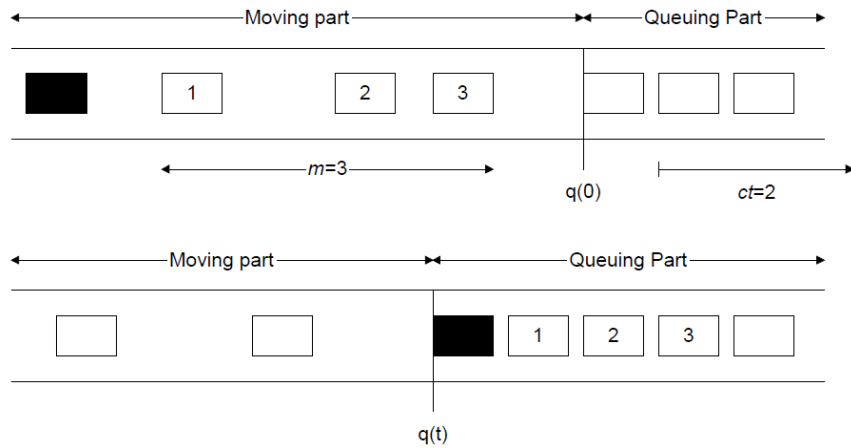 Moving part Queuing Part
1 2 3
m=3
q(0)
ct=2
Moving part Queuing Part
1 2 3
q(t)